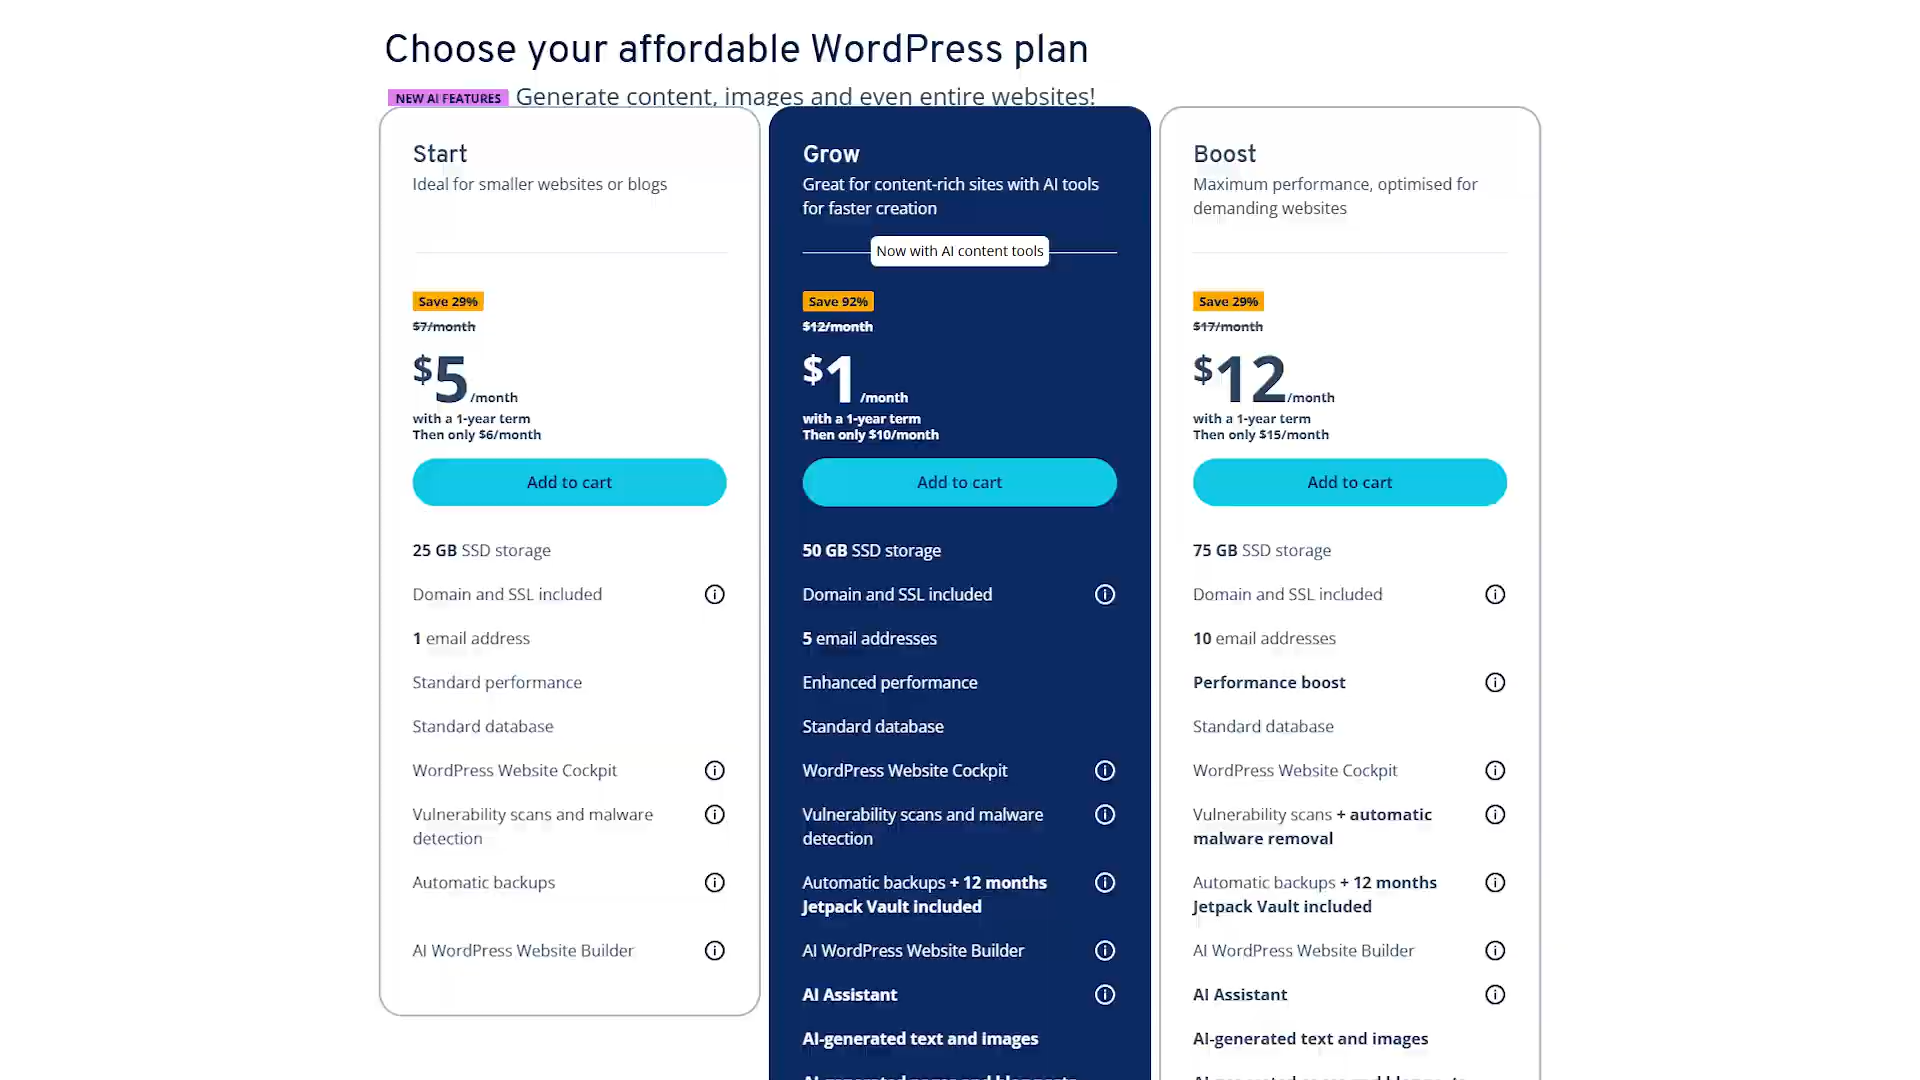 Choose your affordable WordPress plan
NEW AI FEATURES Generate content, images and even entire websites!
Start
Ideal for smaller websites or blogs
Save 29%
$7/month
$5/month
with a 1-year term
Then only $6/month
Add to cart
25 GB SSD storage
Domain and SSL included
1 email address
Standard performance
Standard database
WordPress Website Cockpit
Vulnerability scans and malware
detection
Automatic backups
AI WordPress Website Builder
Grow
Great for content-rich sites with AI tools
for faster creation
Now with AI content tools
Save 92%
$12/month
$1/month
with a 1-year term
Then only $10/month
Add to cart
50 GB SSD storage
Domain and SSL included
5 email addresses
Enhanced performance
Standard database
WordPress Website Cockpit
Vulnerability scans and malware
detection
Automatic backups + 12 months
Jetpack Vault included
AI WordPress Website Builder
AI Assistant
AI-generated text and images
Boost
Maximum performance, optimised for
demanding websites
Save 29%
$17/month
$12/month
with a 1-year term
Then only $15/month
Add to cart
75 GB SSD storage
Domain and SSL included
10 email addresses
Performance boost
Standard database
WordPress Website Cockpit
Vulnerability scans + automatic
malware removal
Automatic backups + 12 months
Jetpack Vault included
AI WordPress Website Builder
AI Assistant
AI-generated text and images